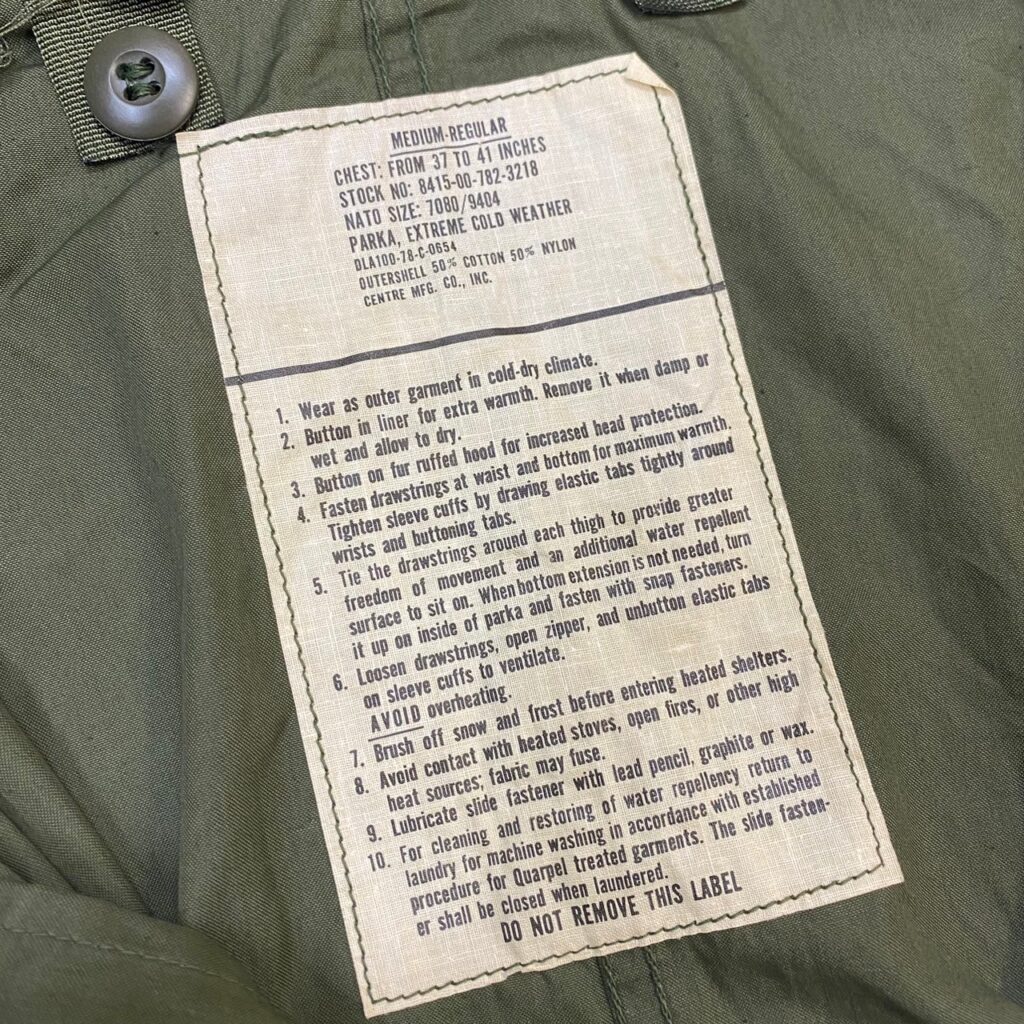 MEDIUM-REGULAR
CHEST: FROM 37 TO 41 INCHES
STOCK NO: 8415-00-782-3218
NATO SIZE: 7080/9404
PARKA, EXTREME COLD WEATHER
DLA100-78-C-0654
OUTERSHELL 50% COTTON 50% NYLON
CENTRE MFG. CO., INC.
1. Wear as outer garment in cold-dry climate.
2. Button in liner for extra warmth. Remove it when damp or
wet and allow to dry.
3. Button on fur ruffed hood for increased head protection.
4. Fasten drawstrings at waist and bottom for maximum warmth.
Tighten sleeve cuffs by drawing elastic tabs tightly around
wrists and buttoning tabs.
5. Tie the drawstrings around each thigh to provide greater
freedom of movement and an additional water repellent
surface to sit on. When bottom extension is not needed, turn
it up on inside of parka and fasten with snap fasteners.
6. Loosen drawstrings, open zipper, and unbutton elastic tabs
on sleeve cuffs to ventilate.
AVOID overheating.
7. Brush off snow and frost before entering heated shelters.
8. Avoid contact with heated stoves, open fires, or other high
heat sources; fabric may fuse.
9. Lubricate slide fastener with lead pencil, graphite or wax.
10. For cleaning and restoring of water repellency return to
laundry for machine washing in accordance with established
procedure for Quarpel treated garments. The slide fasten-
er shall be closed when laundered.
DO NOT REMOVE THIS LABEL